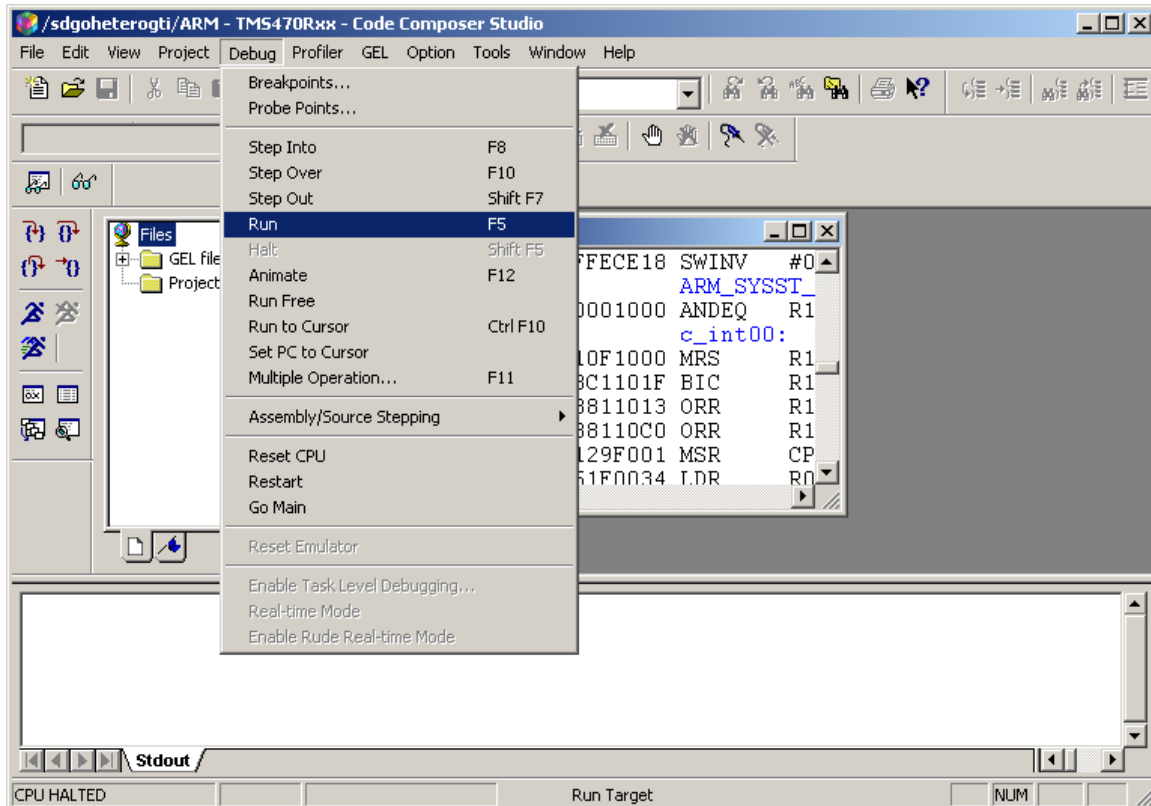 /sdgoheterogti/ARM - TMS470Rxx - Code Composer Studio
File Edit View Project Debug Profiler GEL Option Tools Window Help
Breakpoints...
Probe Points...
Step Into F8
Step Over F10
Step Out Shift F7
Run F5
Halt Shift F5
Animate F12
Run Free
Run to Cursor Ctrl F10
Set PC to Cursor
Multiple Operation... F11
Assembly/Source Stepping
Reset CPU
Restart
Go Main
Reset Emulator
Enable Task Level Debugging...
Real-time Mode
Enable Rude Real-time Mode
Files
GEL file
Project
FFECE18 SWINV #0
ARM_SYSST_
0001000 ANDEQ R1
c_int00:
10F1000 MRS R1
3C1101F BIC R1
3811013 ORR R1
38110C0 ORR R1
129F001 MSR CP
51F0034 LDR R0
Stdout
CPU HALTED Run Target NUM